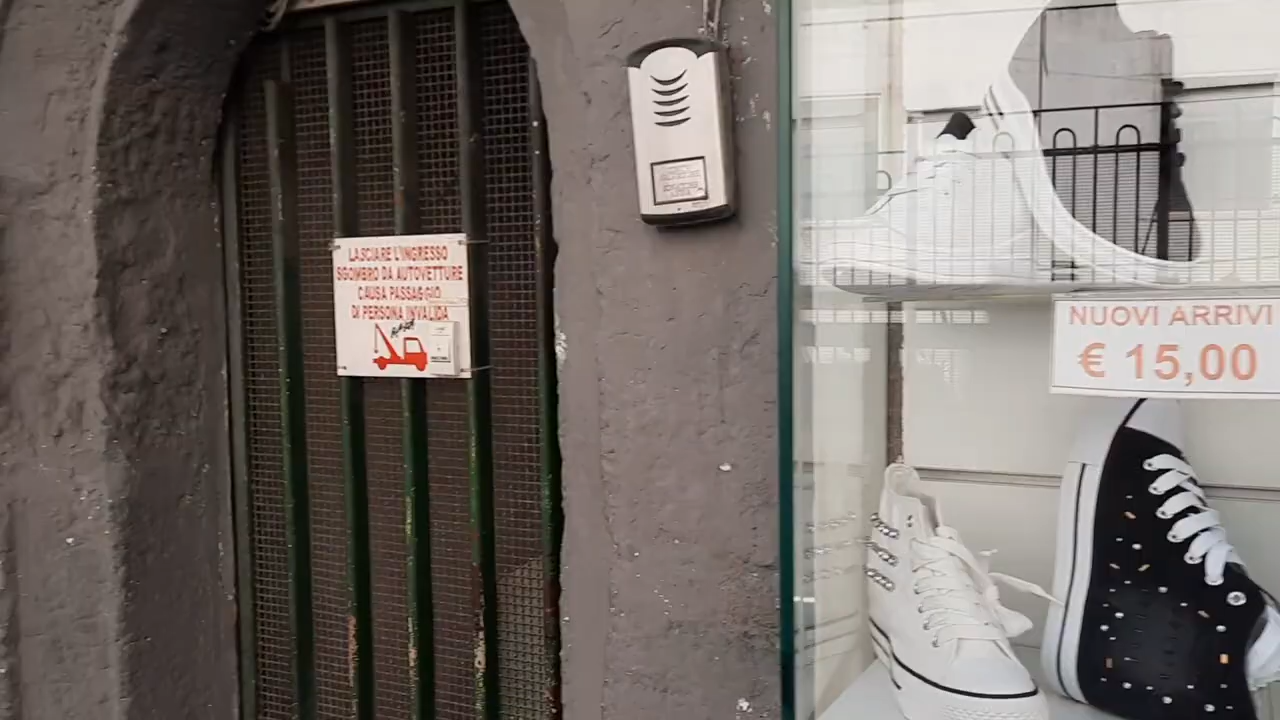 LASCIARE L'INGRESSO
SGOMBRO DA AUTOVETTURE
CAUSA PASSAGGIO
DI PERSONA INVALIDA
NUOVI ARRIVI
€ 15,00